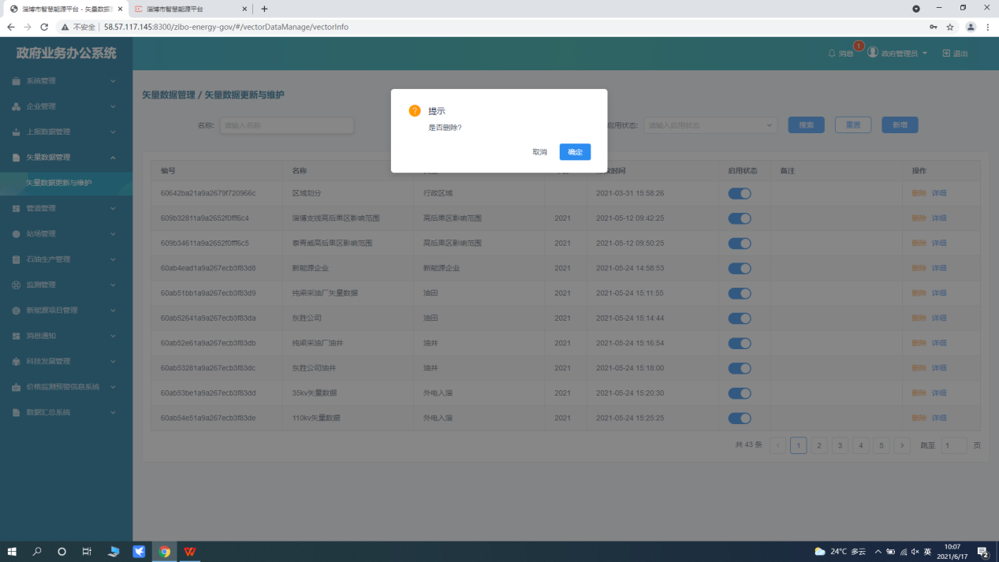 淄博市智慧能源平台 - 矢量数据
淄博市智慧能源平台
不安全 58.57.117.145:8300/zibo-energy-gov/#/vectorDataManage/vectorInfo
政府业务办公系统
消息 1 政府管理员 退出
系统管理
企业管理
上报数据管理
矢量数据管理
矢量数据更新与维护
管道管理
站场管理
石油生产管理
监测管理
新能源项目管理
消息通知
科技发展管理
价格监测预警信息系统
数据汇总系统
矢量数据管理 / 矢量数据更新与维护
名称: 请输入名称 启用状态: 请输入启用状态 搜索 重置 新增
提示
是否删除?
取消 确定
编号 名称 时间 启用状态 备注 操作
60642ba21a9a2679f720966c 区域划分 行政区域 2021-03-31 15:58:26 删除 详细
609b32811a9a2652f0fff6c4 淄博支线高后果区影响范围 高后果区影响范围 2021 2021-05-12 09:42:25 删除 详细
609b34611a9a2652f0fff6c5 泰青威高后果区影响范围 高后果区影响范围 2021 2021-05-12 09:50:25 删除 详细
60ab4ead1a9a267ecb3f83d8 新能源企业 新能源企业 2021 2021-05-24 14:58:53 删除 详细
60ab51bb1a9a267ecb3f83d9 纯梁采油厂矢量数据 油田 2021 2021-05-24 15:11:55 删除 详细
60ab52641a9a267ecb3f83da 东胜公司 油田 2021 2021-05-24 15:14:44 删除 详细
60ab52e61a9a267ecb3f83db 纯梁采油厂油井 油井 2021 2021-05-24 15:16:54 删除 详细
60ab53281a9a267ecb3f83dc 东胜公司油井 油井 2021 2021-05-24 15:18:00 删除 详细
60ab53be1a9a267ecb3f83dd 35kv矢量数据 外电入淄 2021 2021-05-24 15:20:30 删除 详细
60ab54e51a9a267ecb3f83de 110kv矢量数据 外电入淄 2021 2021-05-24 15:25:25 删除 详细
共 43 条 1 2 3 4 5 跳至 1 页
24°C 多云 英 10:07
2021/6/17 2